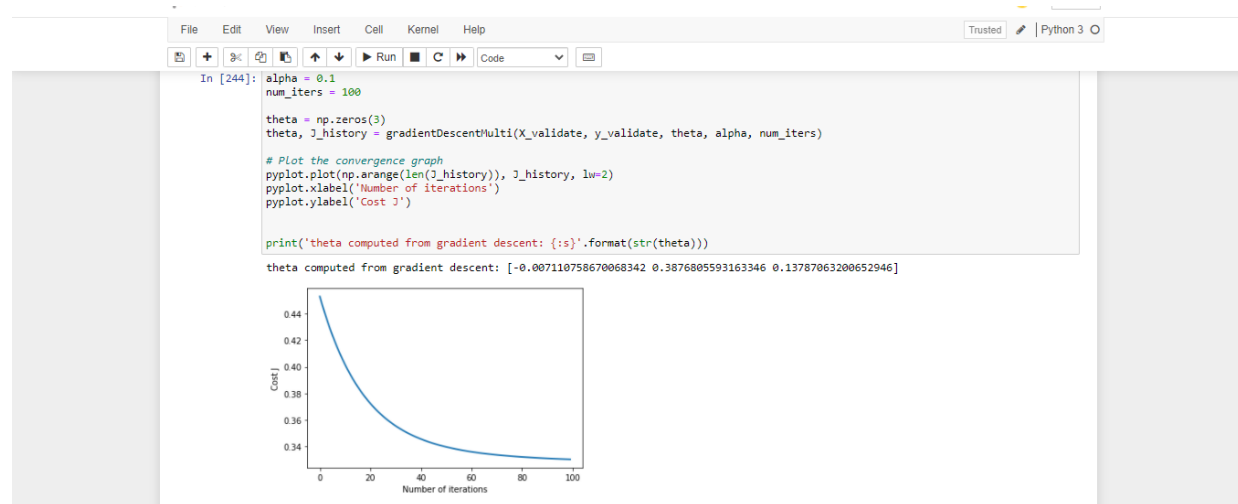 File Edit View Insert Cell Kernel Help Trusted Python 3
Run Code
In [244]: alpha = 0.1
num_iters = 100
theta = np.zeros(3)
theta, J_history = gradientDescentMulti(X_validate, y_validate, theta, alpha, num_iters)
# Plot the convergence graph
pyplot.plot(np.arange(len(J_history)), J_history, lw=2)
pyplot.xlabel('Number of iterations')
pyplot.ylabel('Cost J')
print('theta computed from gradient descent: {:s}'.format(str(theta)))
theta computed from gradient descent: [-0.007110758670068342 0.3876805593163346 0.13787063200652946]
0.44
0.42
0.40
0.38
0.36
0.34
Cost J
0 20 40 60 80 100
Number of iterations